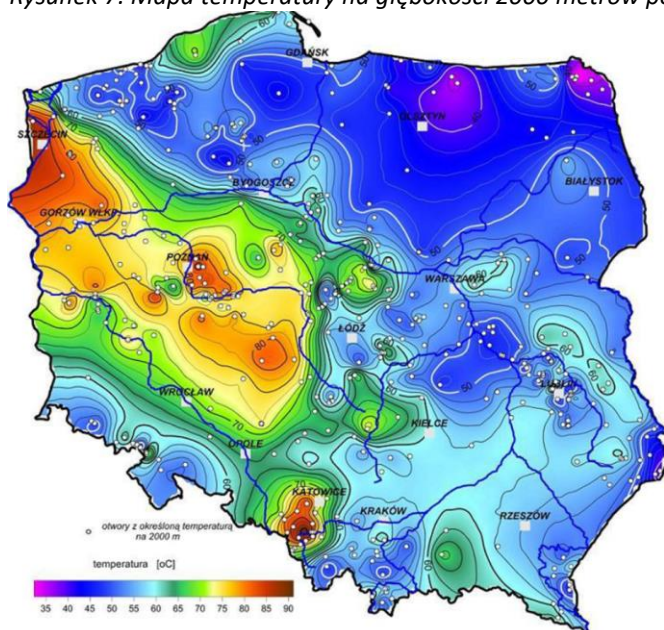 Rysunek 7. Mapa temperatury na głębokości 2000 metrów
GDAŃSK
OLSZTYN
SZCZECIN
BIAŁYSTOK
BYDGOSZCZ
GORZÓW WLKP.
POZNAŃ
WARSZAWA
ŁÓDŹ
WROCŁAW
LUBLIN
OPOLE
KIELCE
KATOWICE
KRAKÓW
RZESZÓW
otwory z określoną temperaturą
na 2000 m
temperatura [oC]
35 40 45 50 55 60 65 70 75 80 85 90